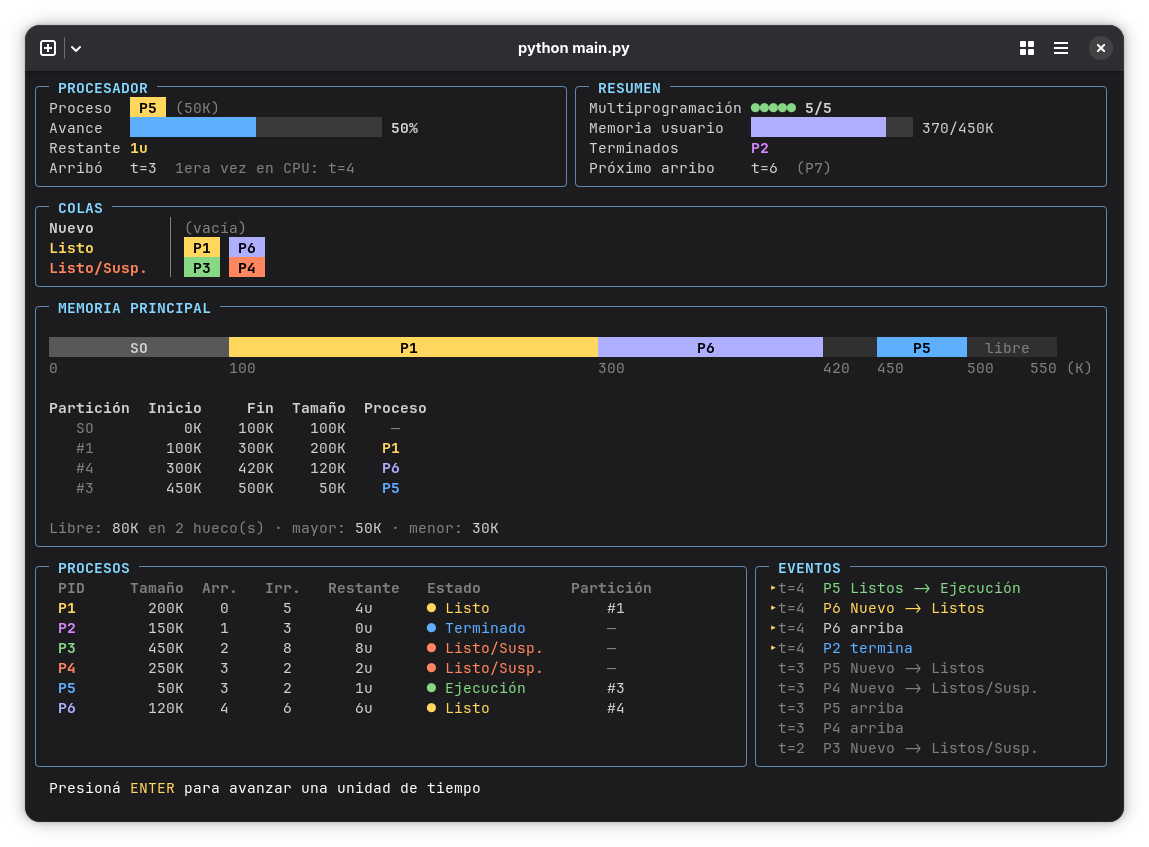 python main.py
PROCESADOR
Proceso P5 (50K)
Avance 50%
Restante 1u
Arribó t=3 1era vez en CPU: t=4
RESUMEN
Multiprogramación 5/5
Memoria usuario 370/450K
Terminados P2
Próximo arribo t=6 (P7)
COLAS
Nuevo (vacía)
Listo P1 P6
Listo/Susp. P3 P4
MEMORIA PRINCIPAL
SO P1 P6 P5 libre
0 100 300 420 450 500 550 (K)
Partición Inicio Fin Tamaño Proceso
SO 0K 100K 100K —
#1 100K 300K 200K P1
#4 300K 420K 120K P6
#3 450K 500K 50K P5
Libre: 80K en 2 hueco(s) · mayor: 50K · menor: 30K
PROCESOS
PID Tamaño Arr. Irr. Restante Estado Partición
P1 200K 0 5 4u ● Listo #1
P2 150K 1 3 0u ● Terminado —
P3 450K 2 8 8u ● Listo/Susp. —
P4 250K 3 2 2u ● Listo/Susp. —
P5 50K 3 2 1u ● Ejecución #3
P6 120K 4 6 6u ● Listo #4
EVENTOS
▸t=4 P5 Listos → Ejecución
▸t=4 P6 Nuevo → Listos
▸t=4 P6 arriba
▸t=4 P2 termina
t=3 P5 Nuevo → Listos
t=3 P4 Nuevo → Listos/Susp.
t=3 P5 arriba
t=3 P4 arriba
t=2 P3 Nuevo → Listos/Susp.
Presioná ENTER para avanzar una unidad de tiempo